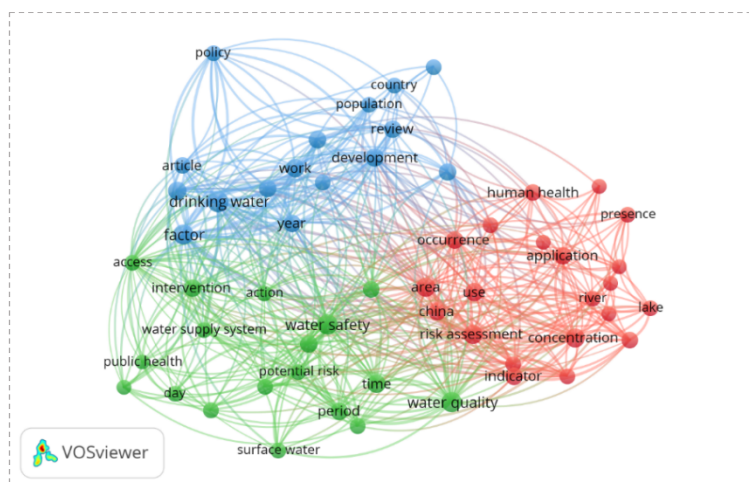 policy
country
population
review
article
work
development
drinking water
human health
presence
factor
year
occurrence
application
access
intervention
action
area
use
river
lake
china
water supply system
water safety
risk assessment
concentration
public health
potential risk
indicator
day
time
period
water quality
surface water
VOSviewer